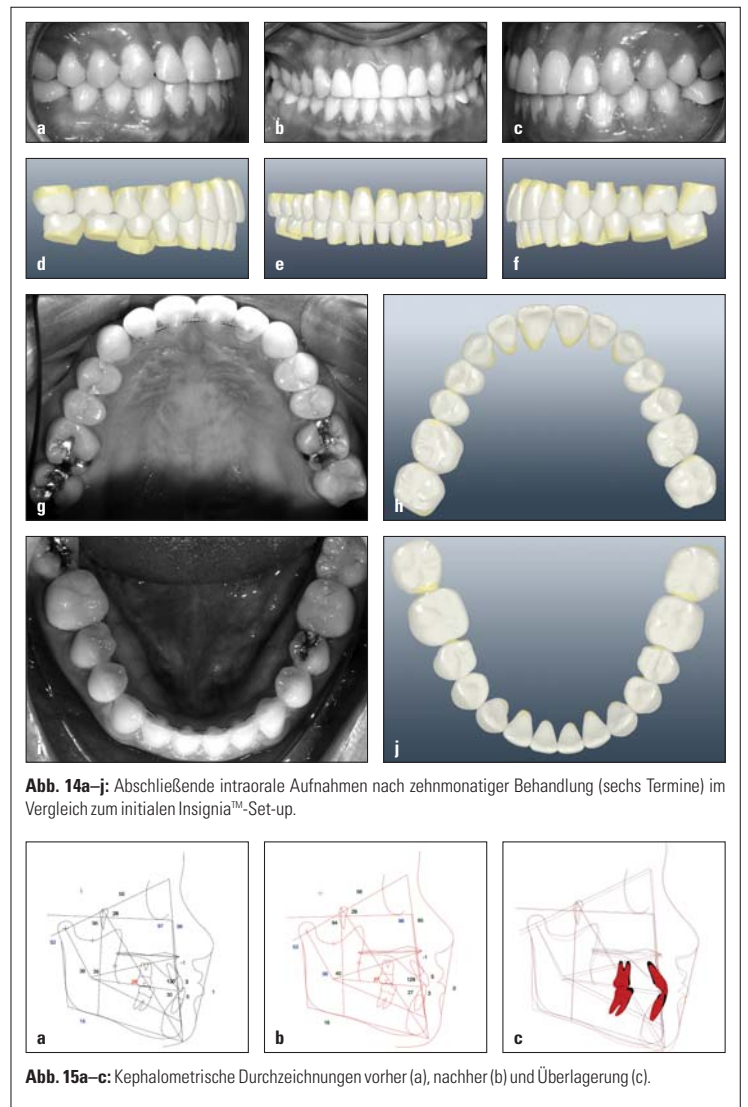 a
b
c
d
e
f
g
h
i
j
Abb. 14a–j: Abschließende intraorale Aufnahmen nach zehnmonatiger Behandlung (sechs Termine) im
Vergleich zum initialen Insignia™-Set-up.
a
b
c
Abb. 15a–c: Kephalometrische Durchzeichnungen vorher (a), nachher (b) und Überlagerung (c).